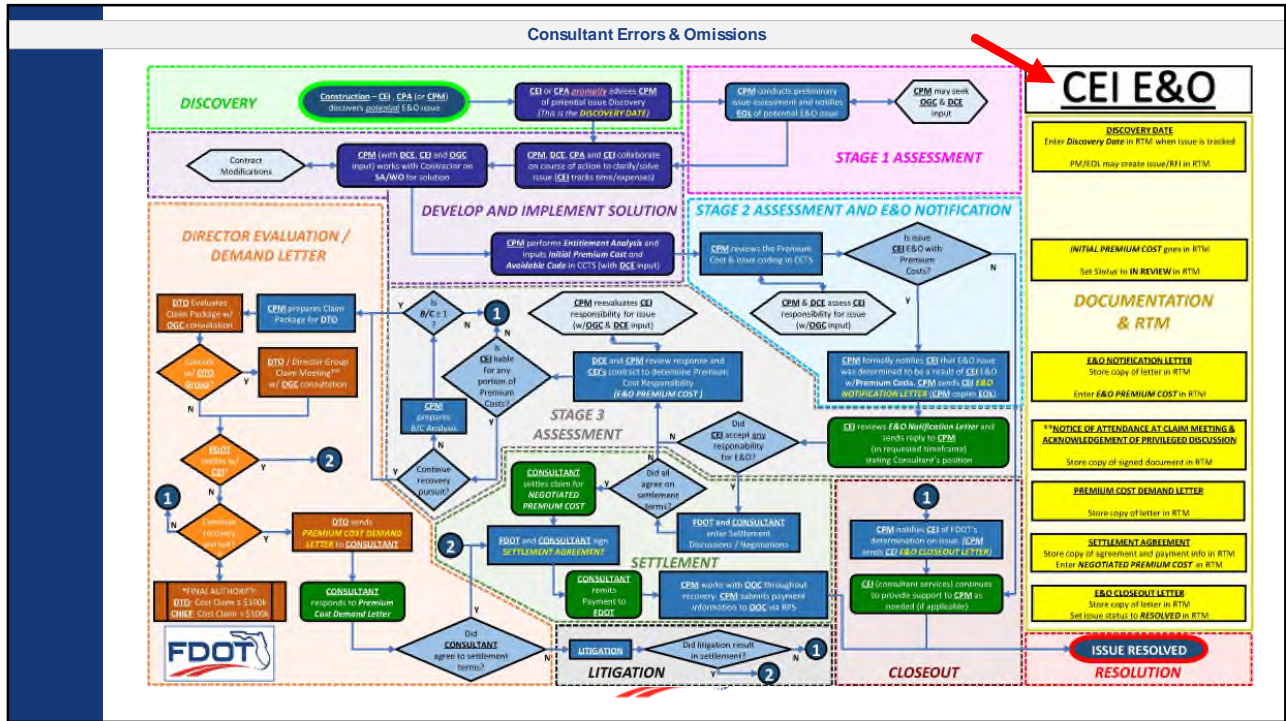 Consultant Errors & Omissions
CEI E&O
DISCOVERY
Construction – CEI , CPA (or CPM)
discovers potential E&O issue
CEI or CPA promptly advises CPM
of potential issue Discovery
(This is the DISCOVERY DATE)
CPM conducts preliminary
issue assessment and notifies
EOL of potential E&O issue
CPM may seek
OGC & DCE
input
STAGE 1 ASSESSMENT
Contract
Modifications
CPM (with DCE, CEI and OGC
input) works with Contractor on
SA/WO for solution
CPM, DCE, CPA and CEI collaborate
on course of action to clarify/solve
issue (CEI tracks time/expenses)
DEVELOP AND IMPLEMENT SOLUTION
CPM performs Entitlement Analysis and
inputs Initial Premium Cost and
Avoidable Code in CCTS (with DCE input)
STAGE 2 ASSESSMENT AND E&O NOTIFICATION
CPM reviews the Premium
Cost & issue coding in CCTS
Is issue
CEI E&O with
Premium
Costs?
N
Y
CPM & DCE assess CEI
responsibility for issue
(w/OGC input)
CPM formally notifies CEI that E&O issue
was determined to be a result of CEI E&O
w/Premium Costs. CPM sends CEI E&O
NOTIFICATION LETTER (CPM copies EOL)
DIRECTOR EVALUATION /
DEMAND LETTER
DTO Evaluates
Claim Package w/
OGC consultation
CPM prepares Claim
Package for DTO
Consult
w/ DTO
Group?
Y
N
DTO / Director Group
Claim Meeting**
w/ OGC consultation
FDOT
settles w/
CEI?
Y
2
N
1
N
Continue
recovery
pursuit?
Y
DTO sends
PREMIUM COST DEMAND
LETTER to CONSULTANT
*FINAL AUTHORITY:
DTO: Cost Claim ≤ $100k
CHIEF: Cost Claim > $100k
CONSULTANT
responds to Premium
Cost Demand Letter
Did
CONSULTANT
agree to settlement
terms?
Y
N
FDOT
Y
Is
B/C ≥ 1
?
N
1
N
Is
CEI liable
for any
portion of
Premium
Costs?
Y
CPM
prepares
B/C Analysis
Y
Continue
recovery
pursuit?
N
CPM reevaluates CEI
responsibility for issue
(w/OGC & DCE input)
DCE and CPM review response and
CEI's contract to determine Premium
Cost Responsibility
(E&O PREMIUM COST )
STAGE 3
ASSESSMENT
Did
CEI accept any
responsibility
for E&O?
N
Y
CEI reviews E&O Notification Letter and
sends reply to CPM
(in requested timeframe)
stating Consultant's position
CONSULTANT
settles claim for
NEGOTIATED
PREMIUM COST
Y
Did all
agree on
settlement
terms?
N
FDOT and CONSULTANT
enter Settlement
Discussions / Negotiations
2
FDOT and CONSULTANT sign
SETTLEMENT AGREEMENT
SETTLEMENT
CONSULTANT
remits
Payment to
FDOT
CPM works with OOC throughout
recovery. CPM submits payment
information to OOC via RPS
LITIGATION
Did litigation result
in settlement?
N
1
Y
2
LITIGATION
1
CPM notifies CEI of FDOT's
determination on issue. (CPM
sends CEI E&O CLOSEOUT LETTER)
CEI (consultant services) continues
to provide support to CPM as
needed (if applicable)
CLOSEOUT
DISCOVERY DATE
Enter Discovery Date in RTM when issue is tracked
PM/EOL may create issue/RFI in RTM
INITIAL PREMIUM COST goes in RTM
Set Status to IN REVIEW in RTM
DOCUMENTATION
& RTM
E&O NOTIFICATION LETTER
Store copy of letter in RTM
Enter E&O PREMIUM COST in RTM
**NOTICE OF ATTENDANCE AT CLAIM MEETING &
ACKNOWLEDGEMENT OF PRIVILEGED DISCUSSION
Store copy of signed document in RTM
PREMIUM COST DEMAND LETTER
Store copy of letter in RTM
SETTLEMENT AGREEMENT
Store copy of agreement and payment info in RTM
Enter NEGOTIATED PREMIUM COST in RTM
E&O CLOSEOUT LETTER
Store copy of letter in RTM
Set issue status to RESOLVED in RTM
ISSUE RESOLVED
RESOLUTION